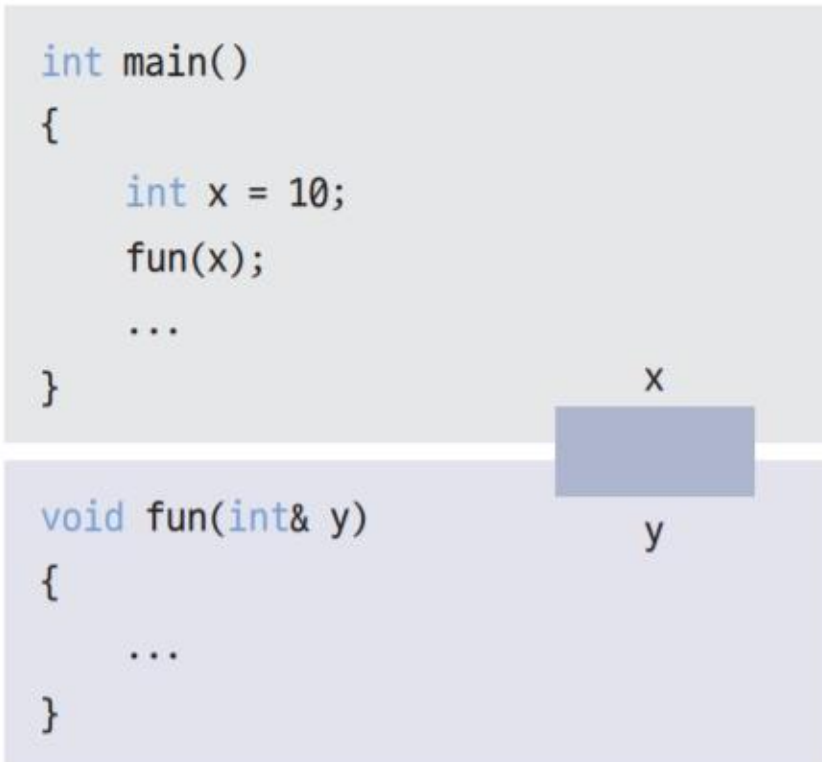 int main()
{
int x = 10;
fun(x);
...
}
x
void fun(int& y)
y
{
...
}